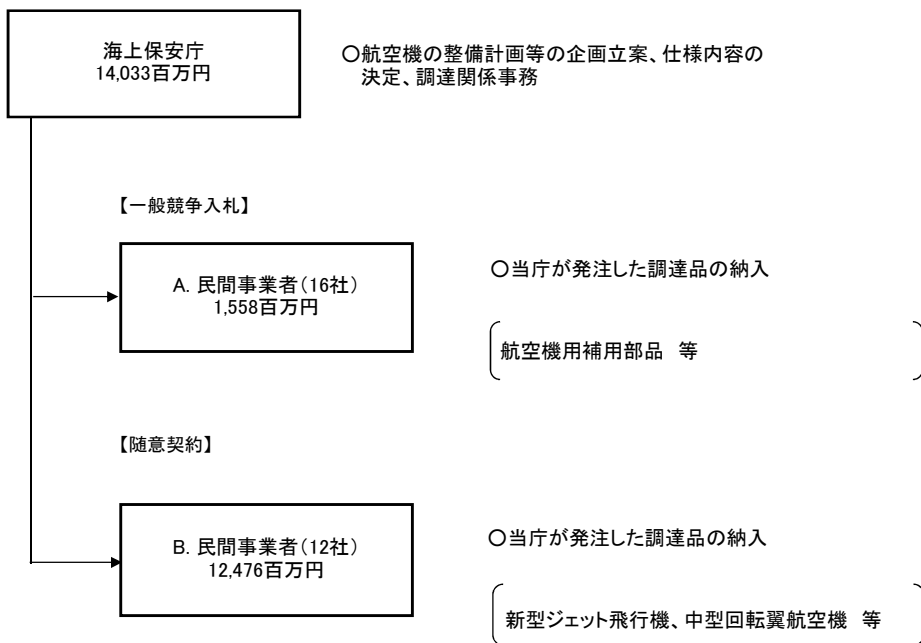 海上保安庁
14,033百万円
○航空機の整備計画等の企画立案、仕様内容の
決定、調達関係事務
【一般競争入札】
A. 民間事業者(16社)
1,558百万円
○当庁が発注した調達品の納入
航空機用補用部品 等
【随意契約】
B. 民間事業者(12社)
12,476百万円
○当庁が発注した調達品の納入
新型ジェット飛行機、中型回転翼航空機 等